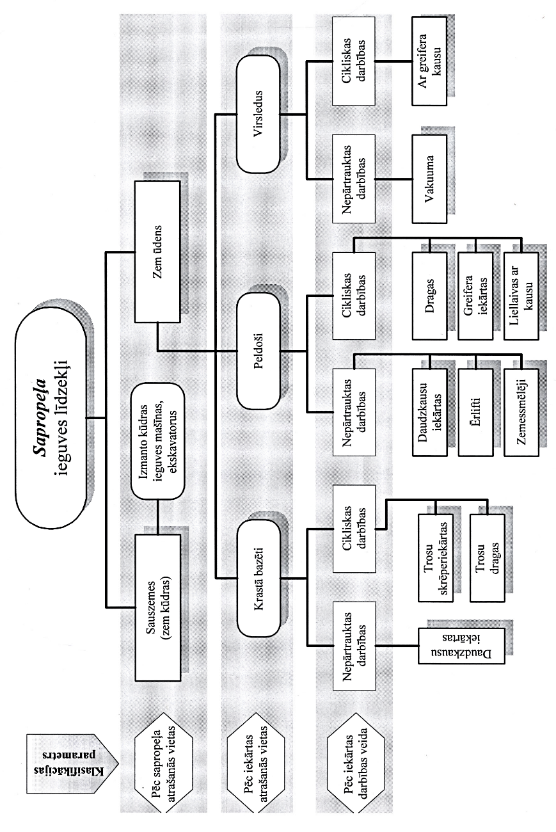 Sapropeļa
ieguves līdzekļi
Klasifikācijas
parametrs
Pēc sapropeļa
atrašanās vietas
Sauszemes
(zem kūdras)
Izmanto kūdras
ieguves mašīnas,
ekskavatorus
Zem ūdens
Pēc iekārtas
atrašanās vietas
Krastā bazēti
Peldoši
Virsledus
Pēc iekārtas
darbības veida
Nepārtrauktas
darbības
Cikliskas
darbības
Nepārtrauktas
darbības
Cikliskas
darbības
Nepārtrauktas
darbības
Cikliskas
darbības
Daudzkausu
iekārtas
Trosu
skrēperiekārtas
Trosu
dragas
Daudzkausu
iekārtas
Ērlifti
Zemessmēlēji
Dragas
Greifera
iekārtas
Liellaivas ar
kausu
Vakuuma
Ar greifera
kausu